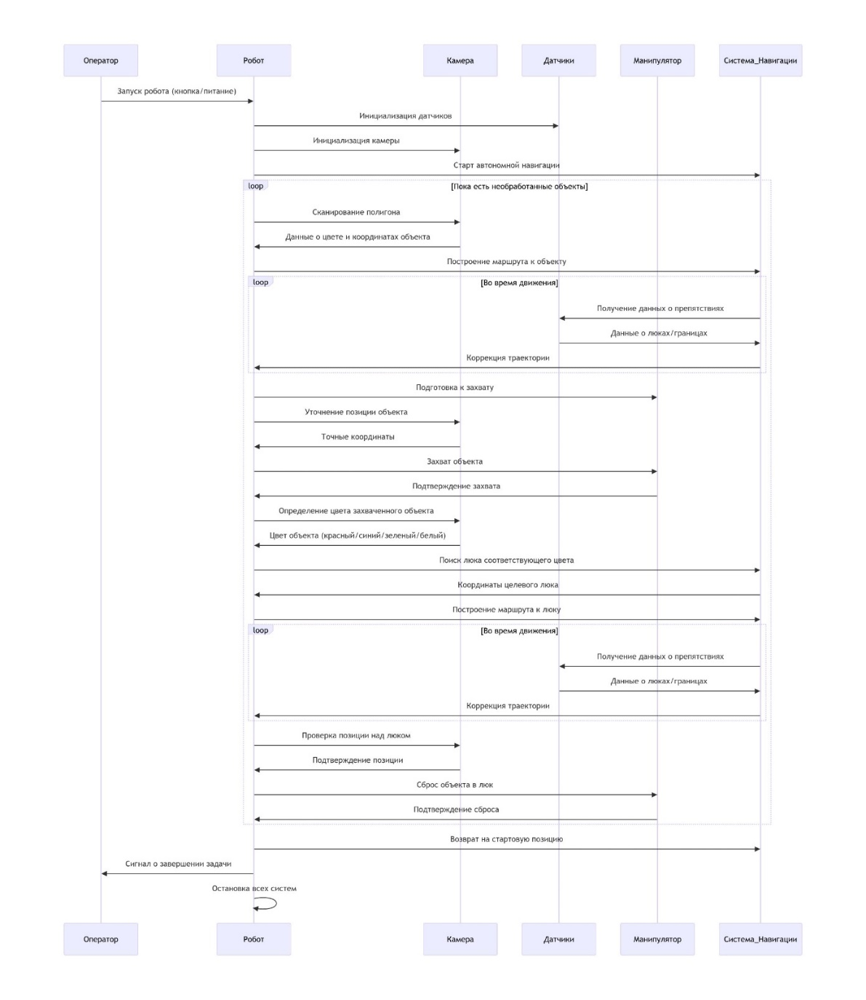 Оператор
Робот
Камера
Датчики
Манипулятор
Система_Навигации
Запуск робота (кнопка/питание)
Инициализация датчиков
Инициализация камеры
Старт автономной навигации
loop
[Пока есть необработанные объекты]
Сканирование полигона
Данные о цвете и координатах объекта
Построение маршрута к объекту
loop
[Во время движения]
Получение данных о препятствиях
Данные о люках/границах
Коррекция траектории
Подготовка к захвату
Уточнение позиции объекта
Точные координаты
Захват объекта
Подтверждение захвата
Определение цвета захваченного объекта
Цвет объекта (красный/синий/зеленый/белый)
Поиск люка соответствующего цвета
Координаты целевого люка
Построение маршрута к люку
loop
[Во время движения]
Получение данных о препятствиях
Данные о люках/границах
Коррекция траектории
Проверка позиции над люком
Подтверждение позиции
Сброс объекта в люк
Подтверждение сброса
Возврат на стартовую позицию
Сигнал о завершении задачи
Остановка всех систем
Оператор
Робот
Камера
Датчики
Манипулятор
Система_Навигации